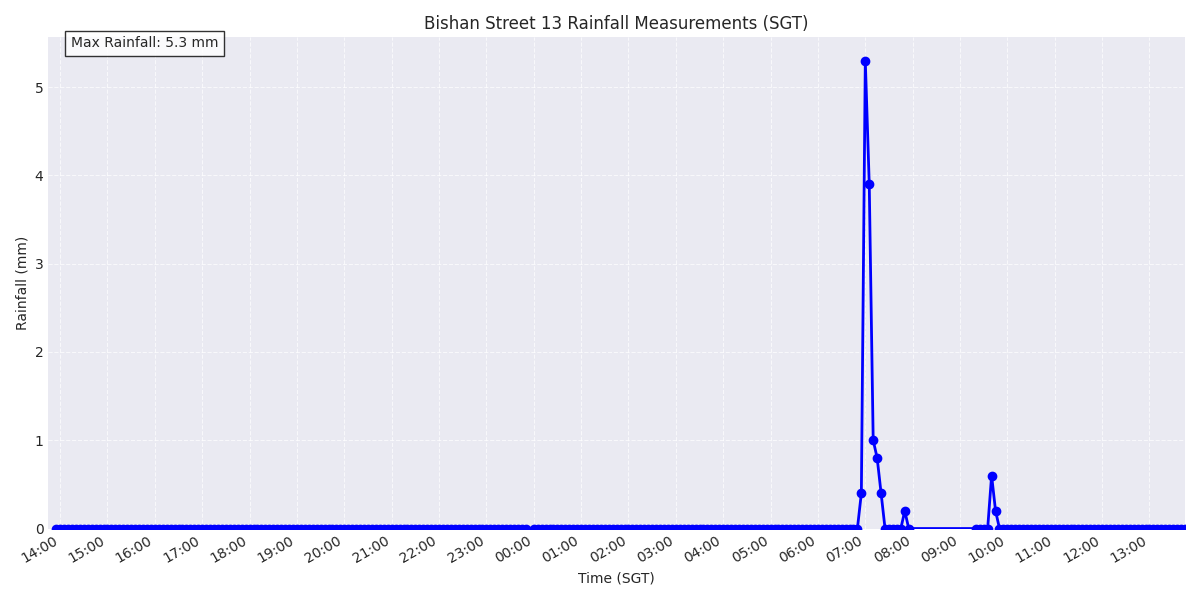 Bishan Street 13 Rainfall Measurements (SGT)
Max Rainfall: 5.3 mm
Rainfall (mm)
5
4
3
2
1
0
14:00 15:00 16:00 17:00 18:00 19:00 20:00 21:00 22:00 23:00 00:00 01:00 02:00 03:00 04:00 05:00 06:00 07:00 08:00 09:00 10:00 11:00 12:00 13:00
Time (SGT)